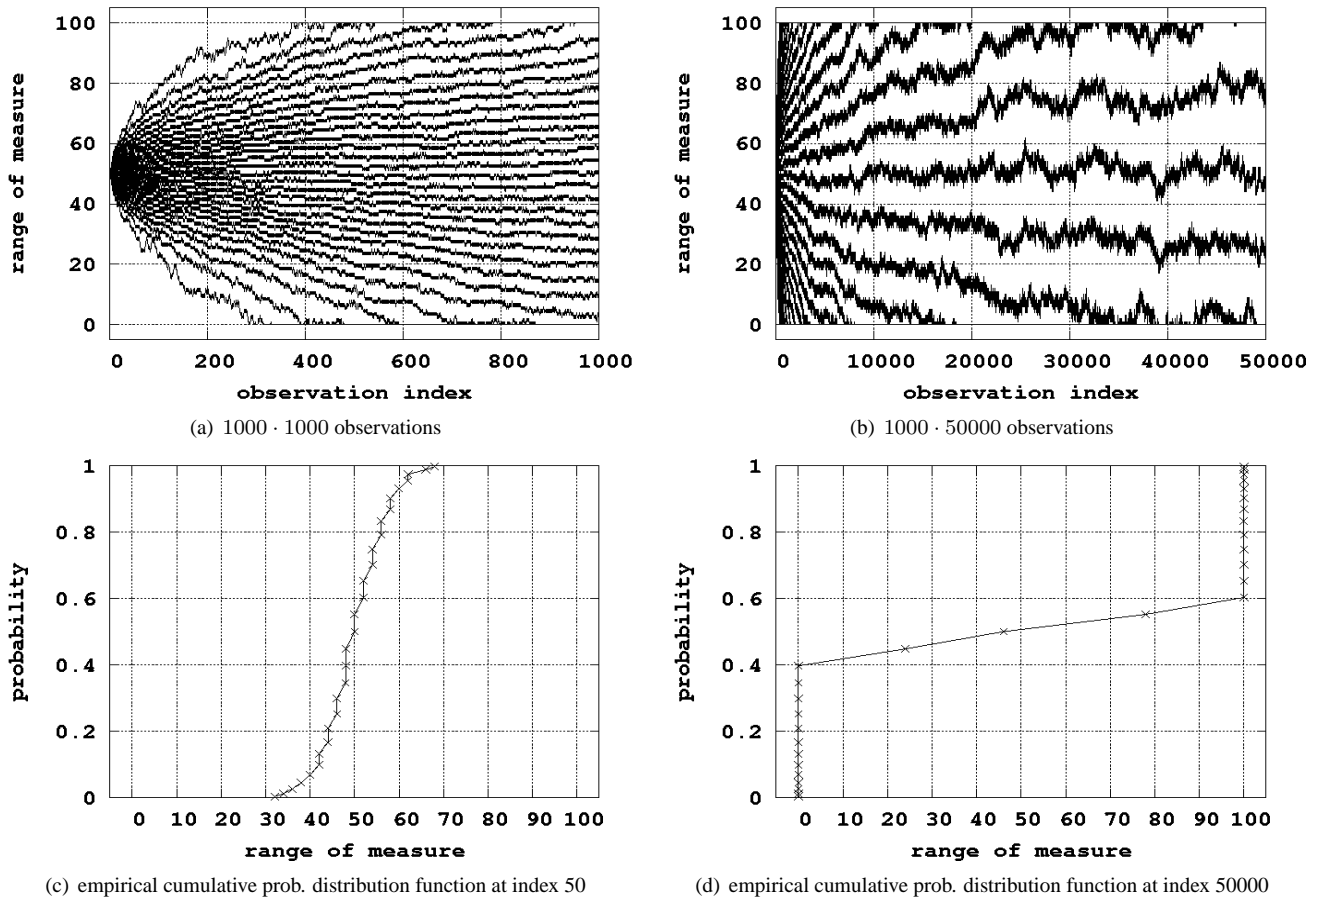 100
80
60
40
20
0
range of measure
0 200 400 600 800 1000
observation index
(a) 1000 · 1000 observations
100
80
60
40
20
0
range of measure
0 10000 20000 30000 40000 50000
observation index
(b) 1000 · 50000 observations
1
0.8
0.6
0.4
0.2
0
probability
0 10 20 30 40 50 60 70 80 90 100
range of measure
(c) empirical cumulative prob. distribution function at index 50
1
0.8
0.6
0.4
0.2
0
probability
0 10 20 30 40 50 60 70 80 90 100
range of measure
(d) empirical cumulative prob. distribution function at index 50000